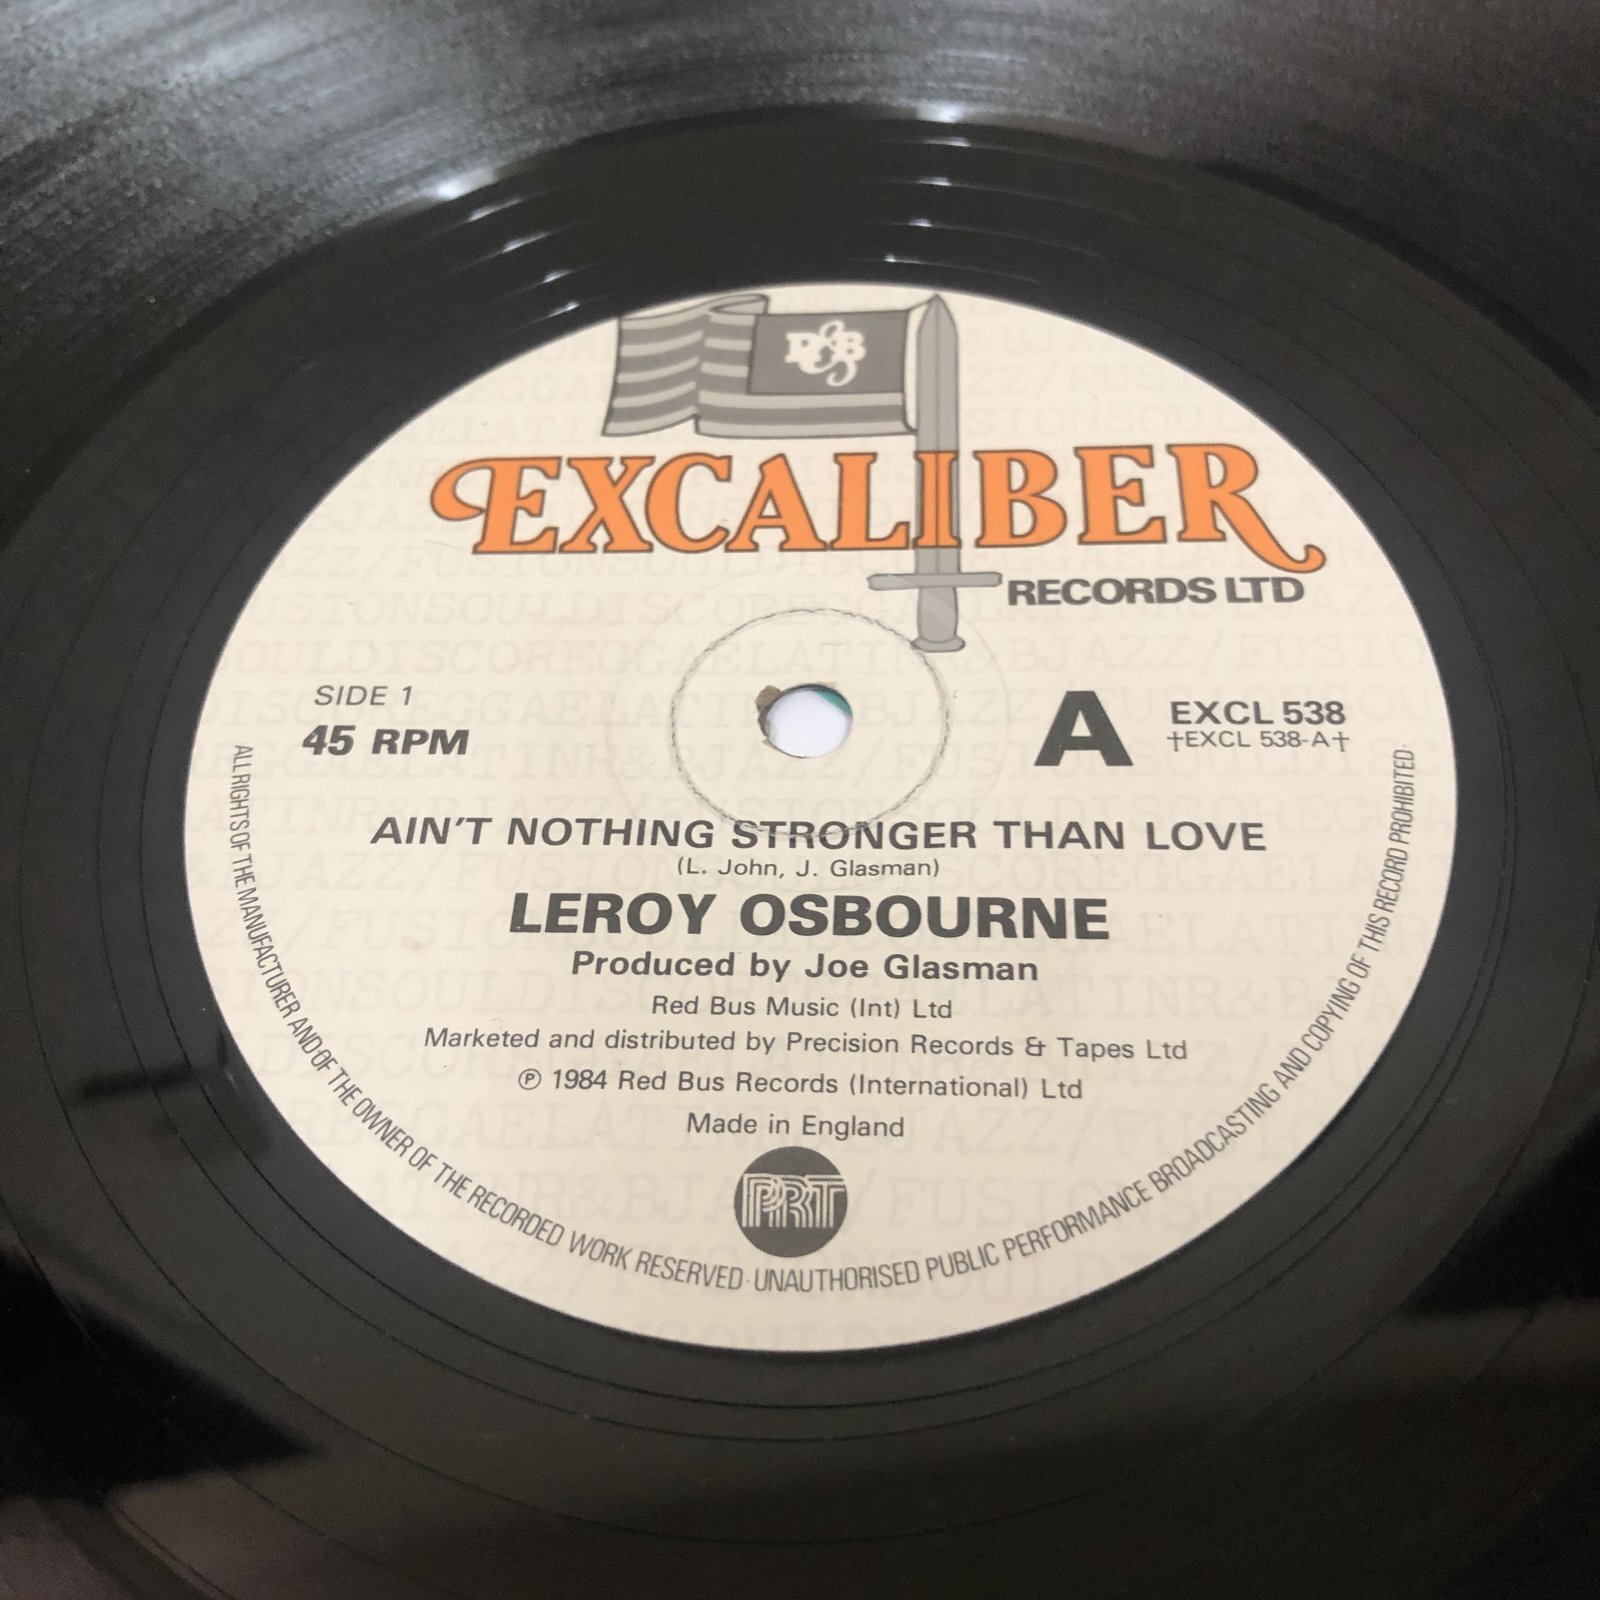 R&B
EXCALIBER
RECORDS LTD
SIDE 1
45 RPM
A
EXCL 538
†EXCL 538-A†
AIN'T NOTHING STRONGER THAN LOVE
(L. John, J. Glasman)
LEROY OSBOURNE
Produced by Joe Glasman
Red Bus Music (Int) Ltd
Marketed and distributed by Precision Records & Tapes Ltd
℗ 1984 Red Bus Records (International) Ltd
Made in England
PRT
ALL RIGHTS OF THE MANUFACTURER AND OF THE OWNER OF THE RECORDED WORK RESERVED · UNAUTHORISED PUBLIC PERFORMANCE BROADCASTING AND COPYING OF THIS RECORD PROHIBITED·